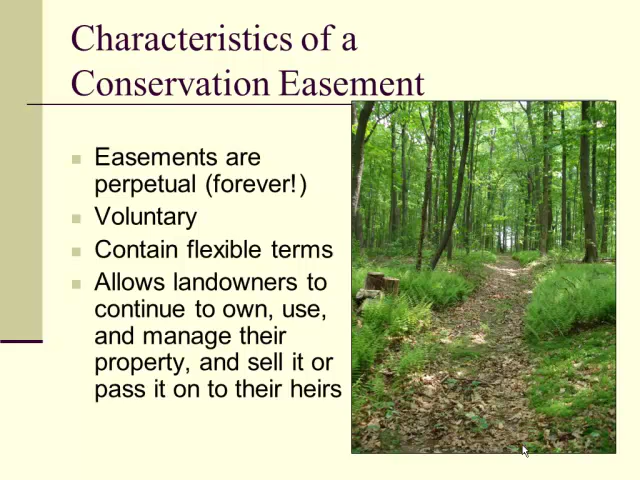 Characteristics of a
Conservation Easement
Easements are
perpetual (forever!)
Voluntary
Contain flexible terms
Allows landowners to
continue to own, use,
and manage their
property, and sell it or
pass it on to their heirs